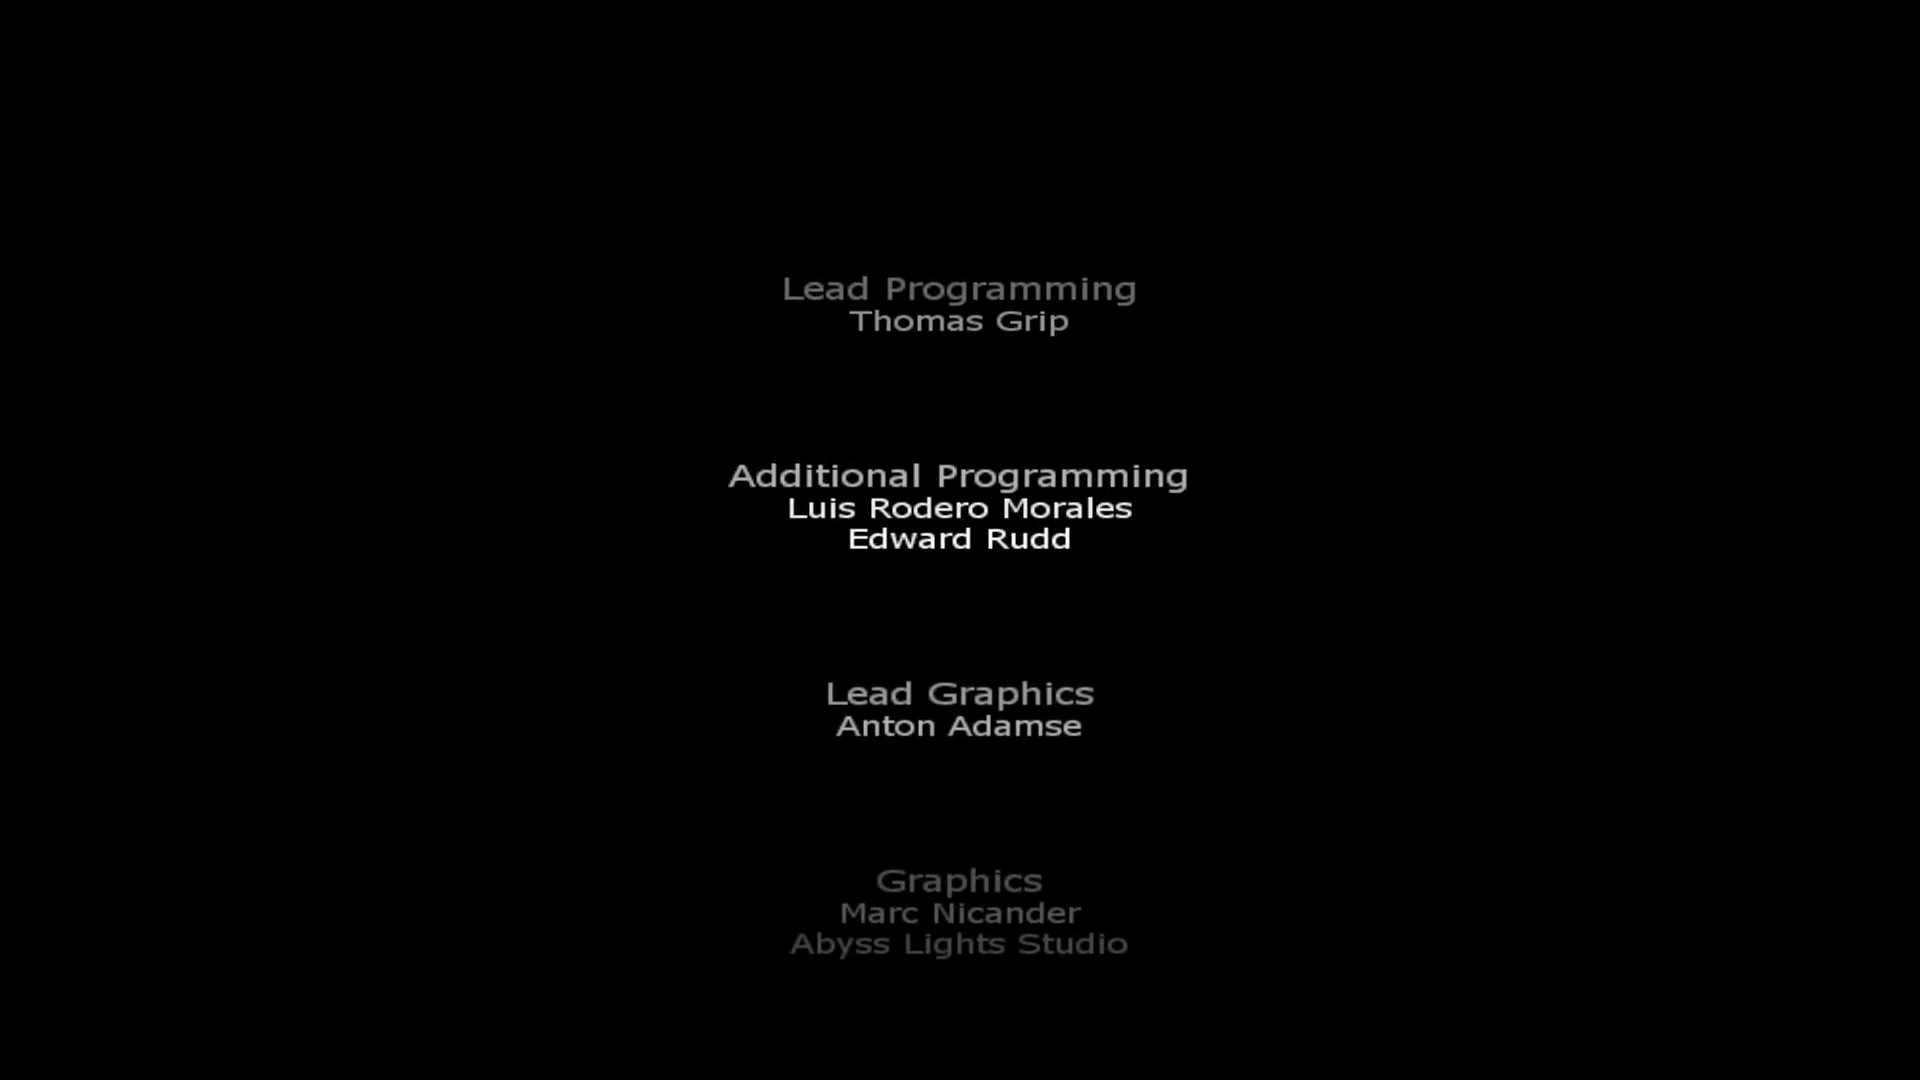 Lead Programming
Thomas Grip
Additional Programming
Luis Rodero Morales
Edward Rudd
Lead Graphics
Anton Adamse
Graphics
Marc Nicander
Abyss Lights Studio